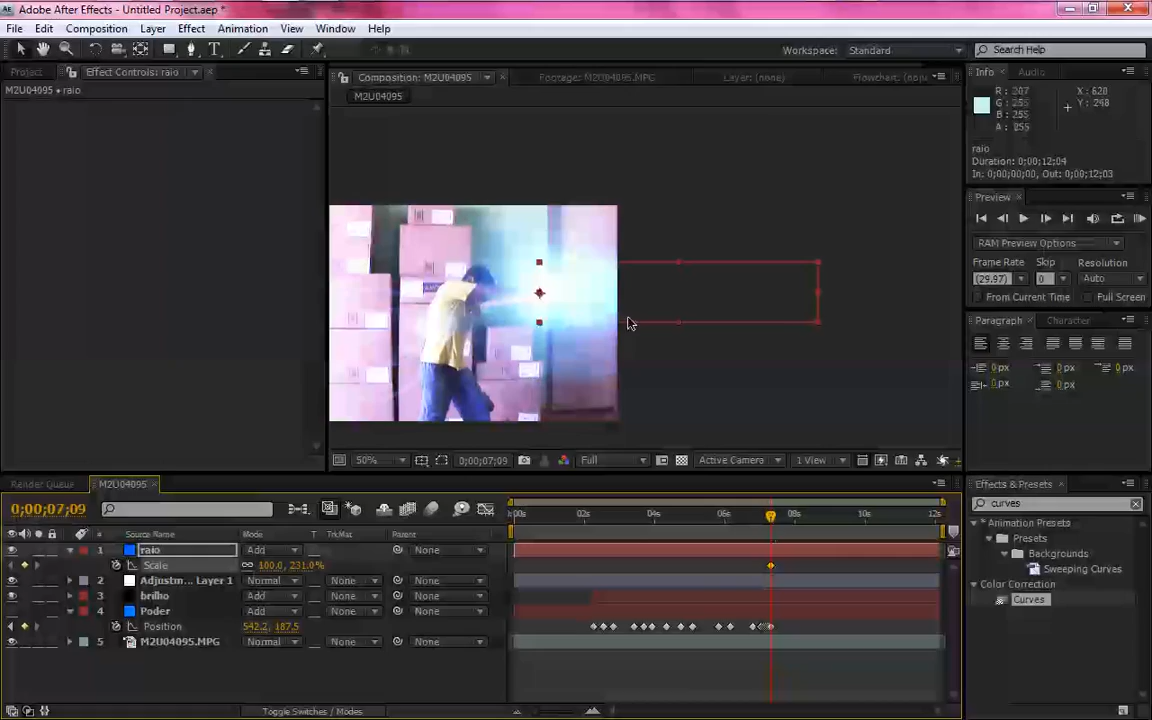 Adobe After Effects - Untitled Project.aep *
File Edit Composition Layer Effect Animation View Window Help
Workspace: Standard
Search Help
Project Effect Controls: raio
Composition: M2U04095
Footage: M2U04095.MPG
Layer: (none)
Info Audio
M2U04095 • raio
M2U04095
R: 207
G: 255
B: 255
A: 255
X: 620
Y: 248
raio
Duration: 0;00;12;04
In: 0;00;00;00, Out: 0;00;12;03
Preview
RAM Preview Options
Frame Rate Skip Resolution
(29.97) 0 Auto
From Current Time Full Screen
Paragraph Character
0 px 0 px 0 px
0 px 0 px
50% 0;00;07;09 Full Active Camera 1 View
Render Queue M2U04095
Effects & Presets
0;00;07;09
curves
02s 04s 06s 08s 10s 12s
# Source Name Mode T TrkMat Parent
1 raio Add None
Scale 100.0, 231.0%
2 Adjustm... Layer 1 Normal None None
3 brilho Add None None
4 Poder Add None None
Position 542.2, 187.5
5 M2U04095.MPG Normal None None
* Animation Presets
Presets
Backgrounds
Sweeping Curves
Color Correction
Curves
Toggle Switches / Modes